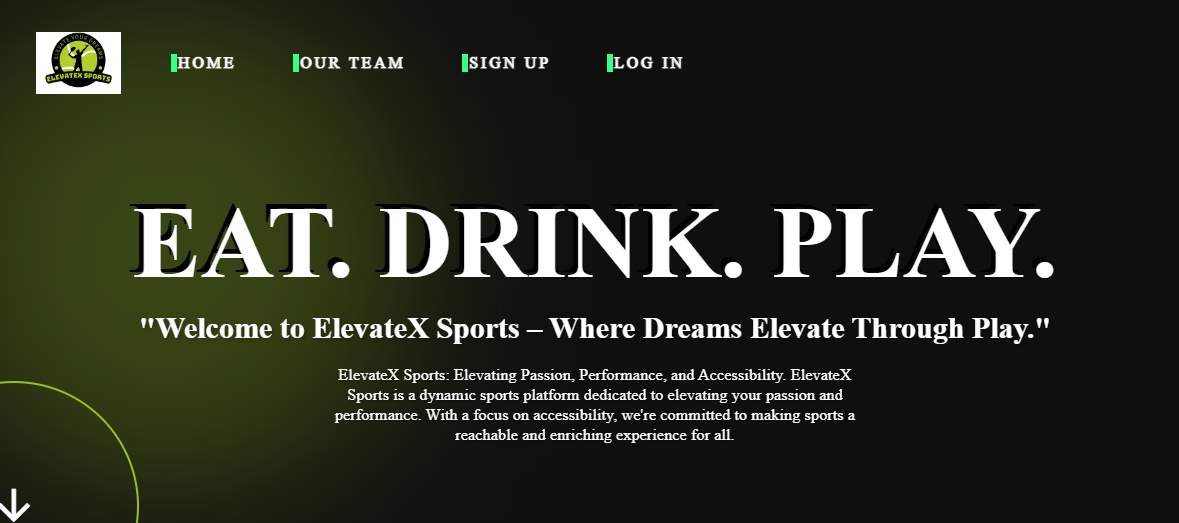 ELEVATE YOUR DREAMS
ELEVATEX SPORTS
HOME
OUR TEAM
SIGN UP
LOG IN
EAT. DRINK. PLAY.
"Welcome to ElevateX Sports – Where Dreams Elevate Through Play."
ElevateX Sports: Elevating Passion, Performance, and Accessibility. ElevateX
Sports is a dynamic sports platform dedicated to elevating your passion and
performance. With a focus on accessibility, we're committed to making sports a
reachable and enriching experience for all.